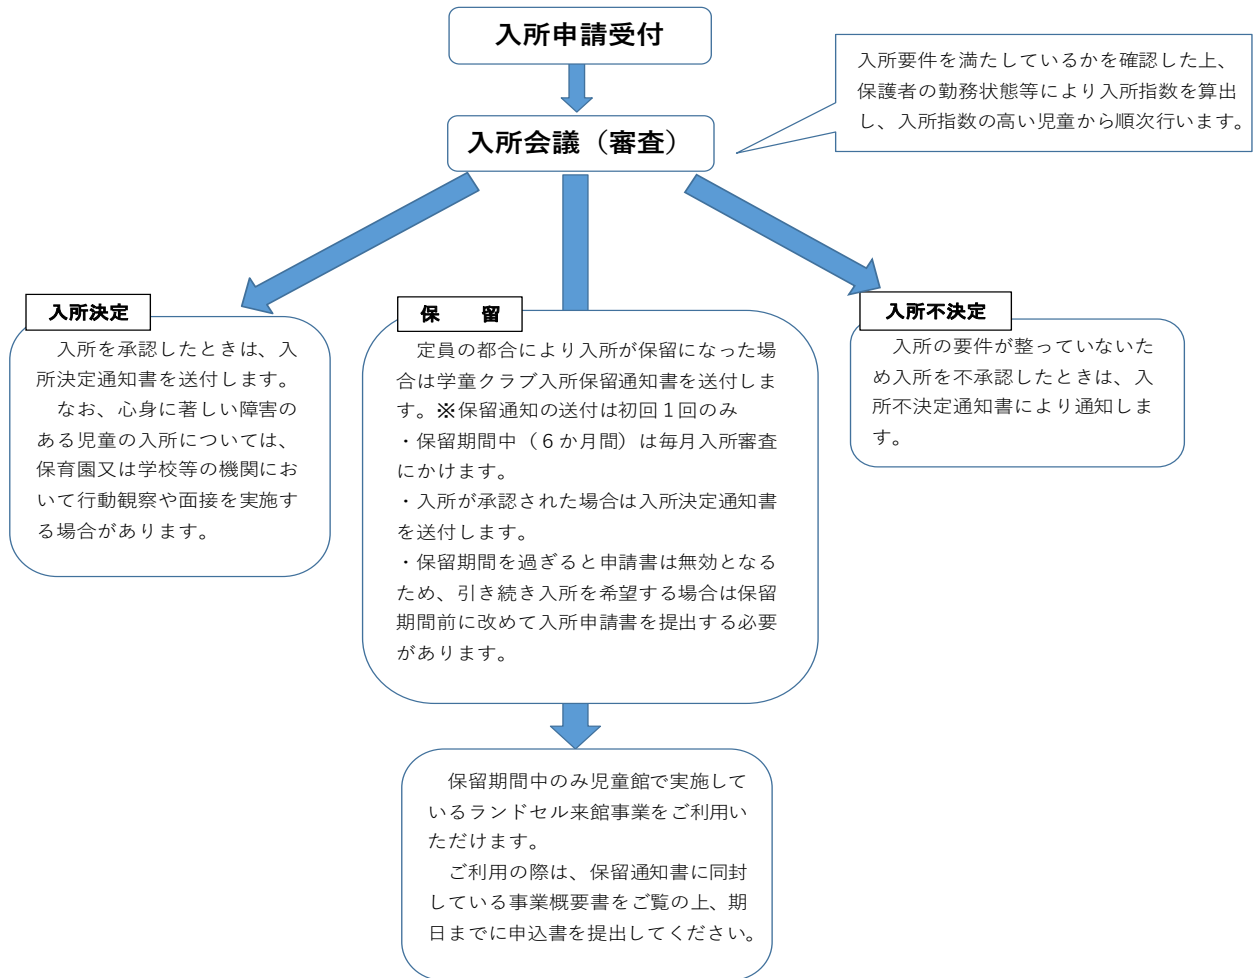 入所申請受付
入所要件を満たしているかを確認した上、
保護者の勤務状態等により入所指数を算出
し、入所指数の高い児童から順次行います。
入所会議（審査）
入所決定
入所を承認したときは、入
所決定通知書を送付します。
なお、心身に著しい障害の
ある児童の入所については、
保育園又は学校等の機関にお
いて行動観察や面接を実施す
る場合があります。
保　留
定員の都合により入所が保留になった場
合は学童クラブ入所保留通知書を送付しま
す。※保留通知の送付は初回１回のみ
・保留期間中（６か月間）は毎月入所審査
にかけます。
・入所が承認された場合は入所決定通知書
を送付します。
・保留期間を過ぎると申請書は無効となる
ため、引き続き入所を希望する場合は保留
期間前に改めて入所申請書を提出する必要
があります。
入所不決定
入所の要件が整っていないた
め入所を不承認したときは、入
所不決定通知書により通知しま
す。
保留期間中のみ児童館で実施して
いるランドセル来館事業をご利用い
ただけます。
ご利用の際は、保留通知書に同封
している事業概要書をご覧の上、期
日までに申込書を提出してください。